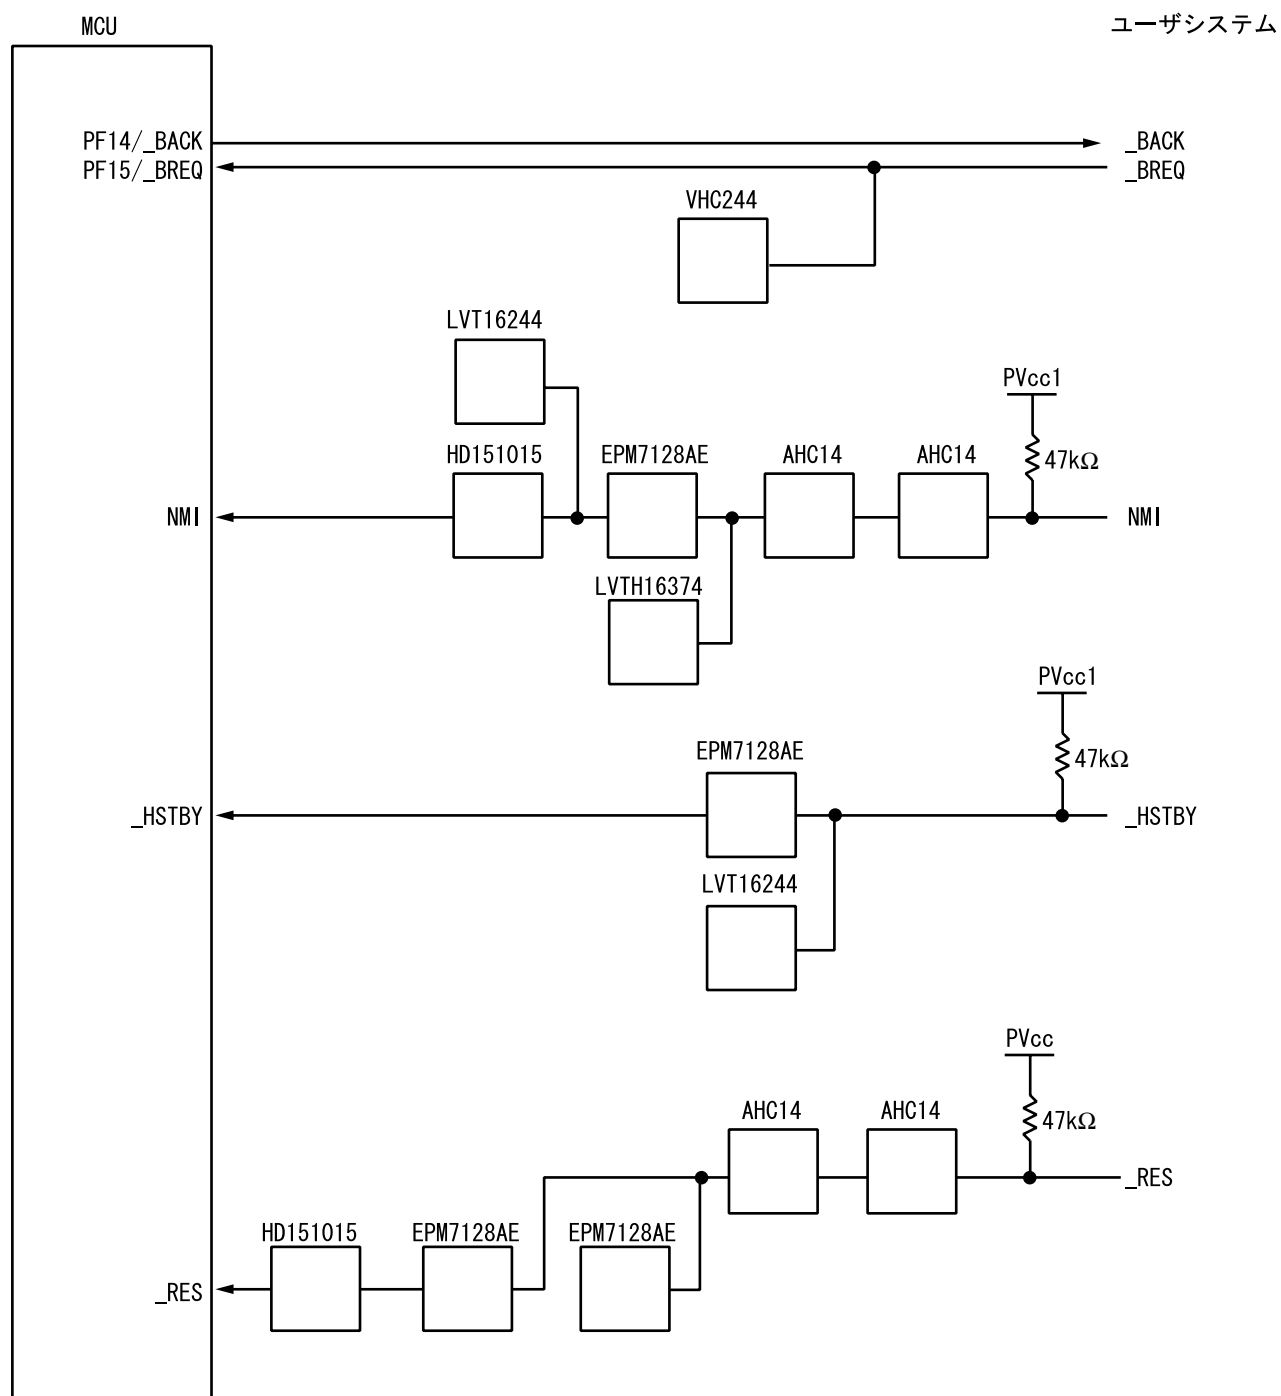 MCU
ユーザシステム
PF14/_BACK
_BACK
PF15/_BREQ
_BREQ
VHC244
LVT16244
PVcc1
47kΩ
HD151015
EPM7128AE
AHC14
AHC14
NMI
NMI
LVTH16374
PVcc1
47kΩ
EPM7128AE
_HSTBY
_HSTBY
LVT16244
PVcc
47kΩ
AHC14
AHC14
_RES
HD151015
EPM7128AE
EPM7128AE
_RES